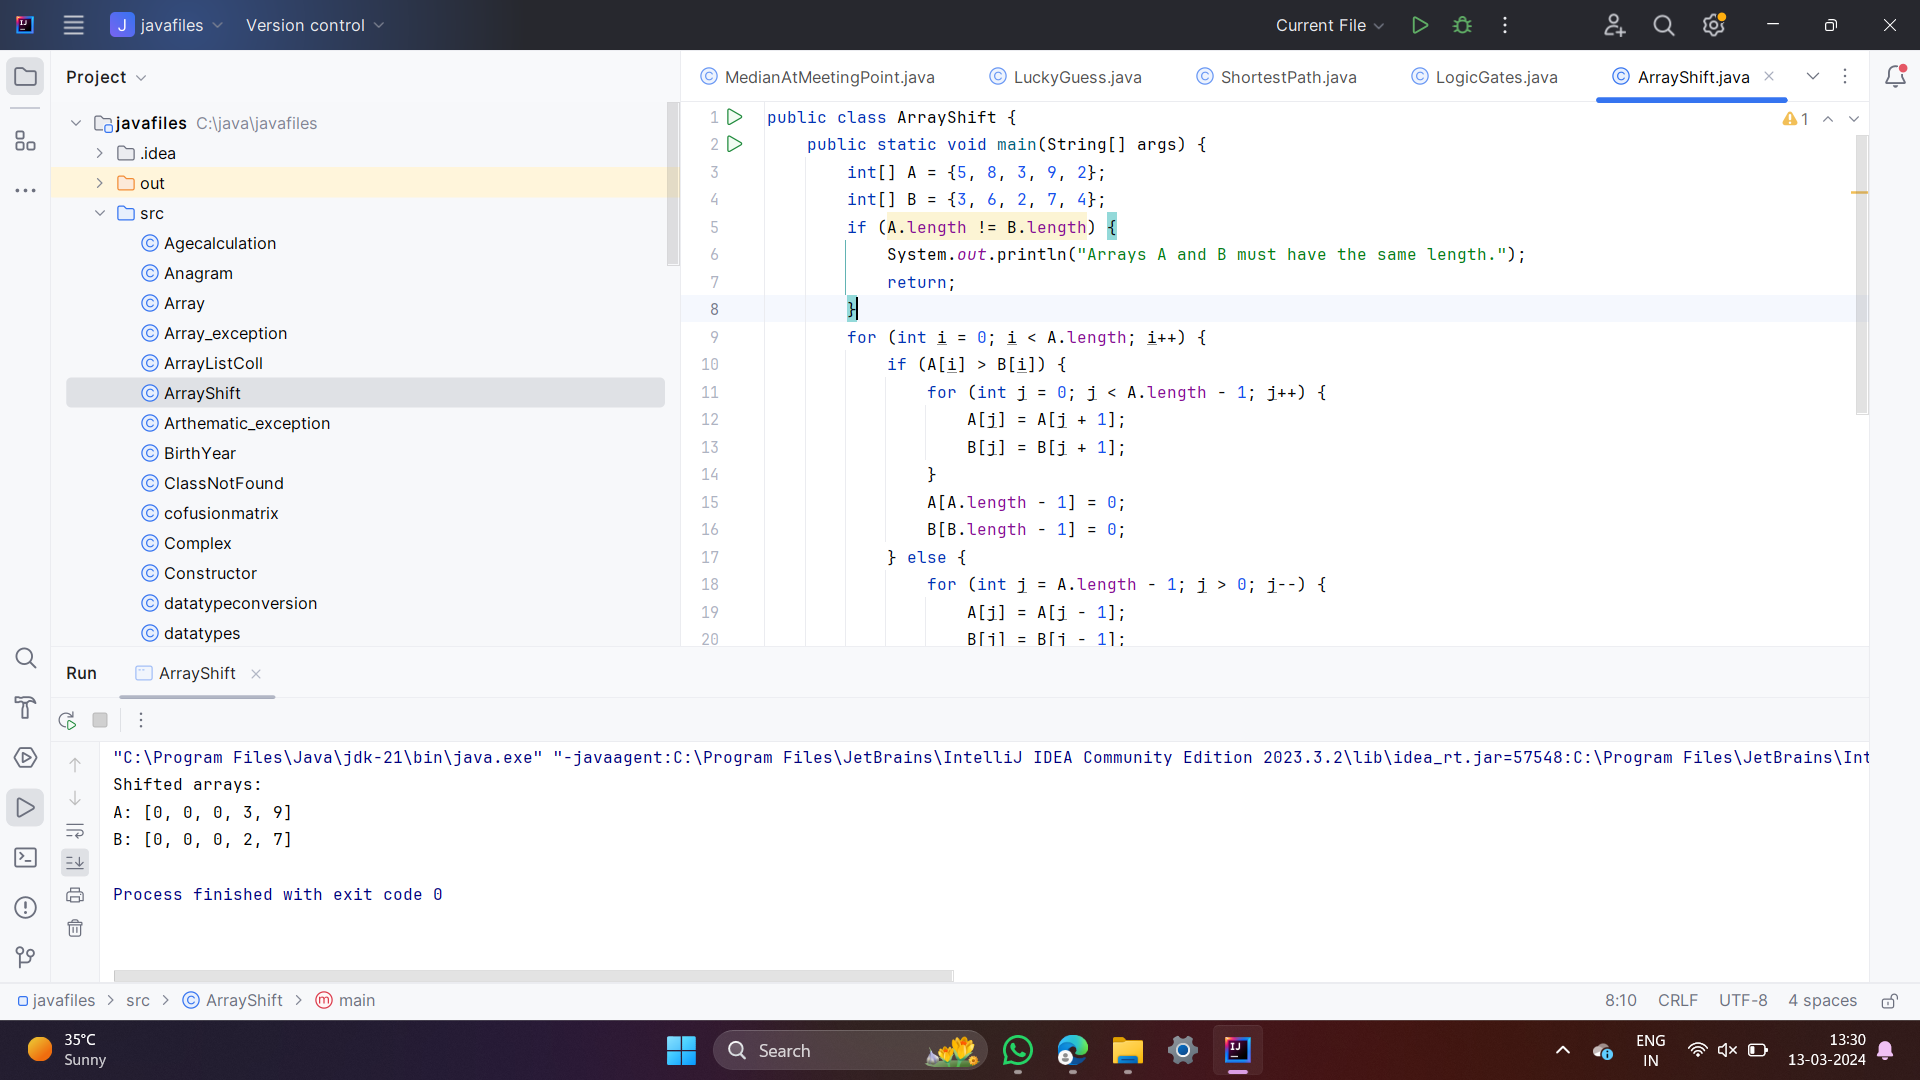 javafiles
Version control
Current File
Project
MedianAtMeetingPoint.java
LuckyGuess.java
ShortestPath.java
LogicGates.java
ArrayShift.java
javafiles C:\java\javafiles
.idea
out
src
Agecalculation
Anagram
Array
Array_exception
ArrayListColl
ArrayShift
Arthematic_exception
BirthYear
ClassNotFound
cofusionmatrix
Complex
Constructor
datatypeconversion
datatypes
1 public class ArrayShift {
2 public static void main(String[] args) {
3 int[] A = {5, 8, 3, 9, 2};
4 int[] B = {3, 6, 2, 7, 4};
5 if (A.length != B.length) {
6 System.out.println("Arrays A and B must have the same length.");
7 return;
8 }
9 for (int i = 0; i < A.length; i++) {
10 if (A[i] > B[i]) {
11 for (int j = 0; j < A.length - 1; j++) {
12 A[j] = A[j + 1];
13 B[j] = B[j + 1];
14 }
15 A[A.length - 1] = 0;
16 B[B.length - 1] = 0;
17 } else {
18 for (int j = A.length - 1; j > 0; j--) {
19 A[j] = A[j - 1];
20 B[j] = B[j - 1];
1
Run
ArrayShift
"C:\Program Files\Java\jdk-21\bin\java.exe" "-javaagent:C:\Program Files\JetBrains\IntelliJ IDEA Community Edition 2023.3.2\lib\idea_rt.jar=57548:C:\Program Files\JetBrains\Int
Shifted arrays:
A: [0, 0, 0, 3, 9]
B: [0, 0, 0, 2, 7]
Process finished with exit code 0
javafiles > src > ArrayShift > main
8:10 CRLF UTF-8 4 spaces
35°C
Sunny
Search
ENG
IN
13:30
13-03-2024